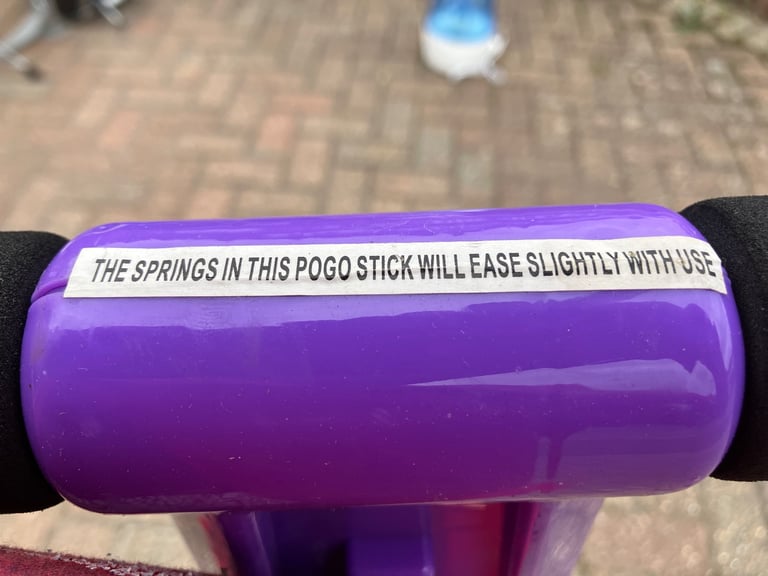 THE SPRINGS IN THIS POGO STICK WILL EASE SLIGHTLY WITH USE